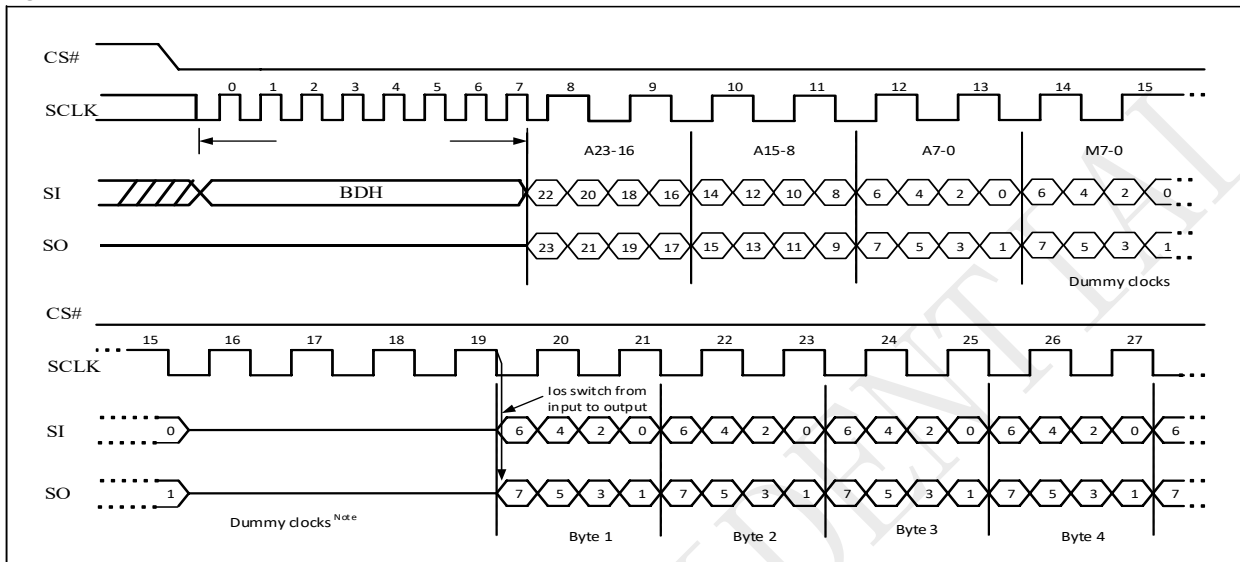 CS#
0 1 2 3 4 5 6 7 8 9 10 11 12 13 14 15
SCLK
A23-16 A15-8 A7-0 M7-0
SI BDH 22 20 18 16 14 12 10 8 6 4 2 0 6 4 2 0
SO 23 21 19 17 15 13 11 9 7 5 3 1 7 5 3 1
Dummy clocks
CS#
15 16 17 18 19 20 21 22 23 24 25 26 27
SCLK
Ios switch from
input to output
SI 0 6 4 2 0 6 4 2 0 6 4 2 0 6 4 2 0 6
SO 1 7 5 3 1 7 5 3 1 7 5 3 1 7 5 3 1 7
Dummy clocks Note
Byte 1 Byte 2 Byte 3 Byte 4